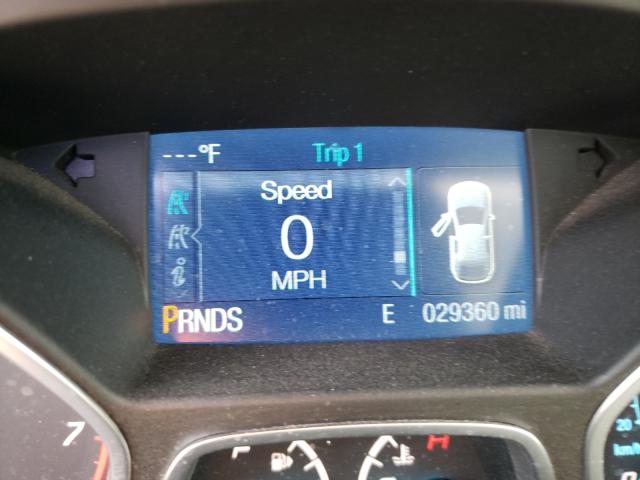 ---°F Trip 1
Speed
0
MPH
PRNDS E 029360 mi
7
F H
20
km/h